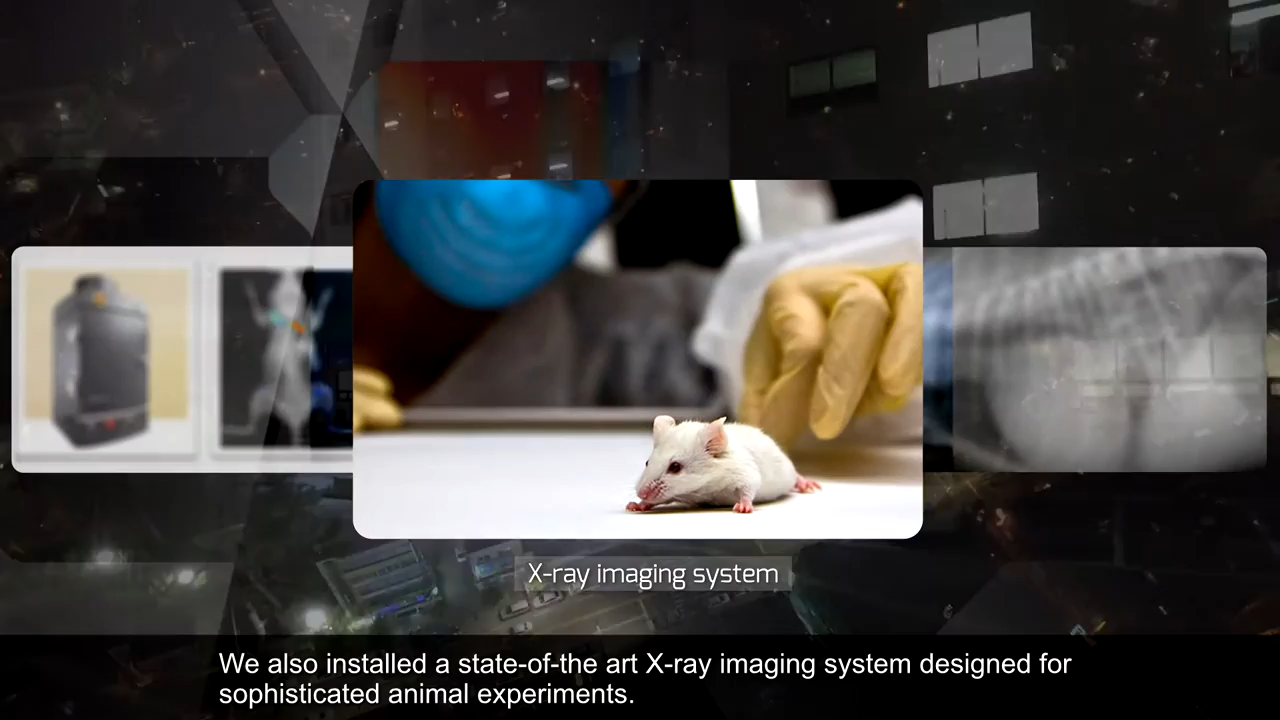 X-ray imaging system
We also installed a state-of-the art X-ray imaging system designed for
sophisticated animal experiments.